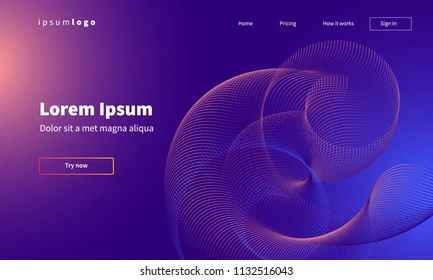 ipsumlogo
Home Pricing How it works Sign in
Lorem Ipsum
Dolor sit et magna aliqua
Try now
shutterstock.com · 1132516043